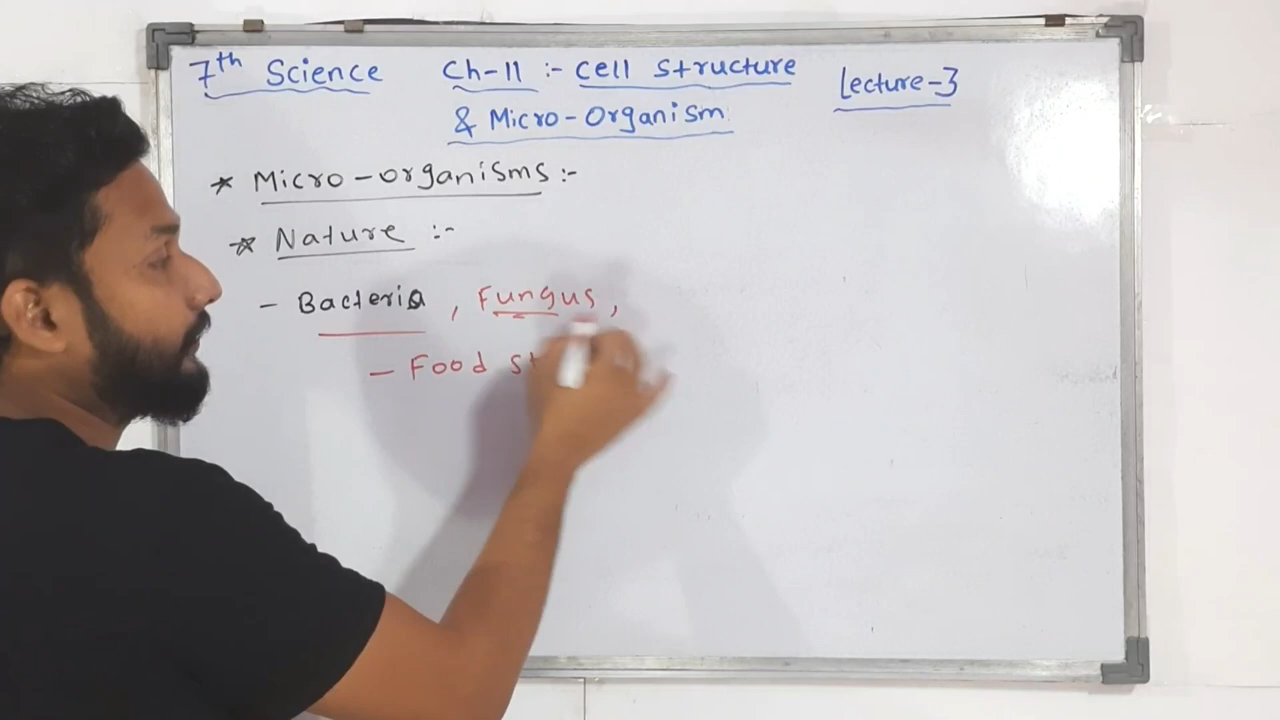 7th Science Ch-11 :- Cell Structure Lecture-3
& Micro-Organism
* Micro-organisms :-
* Nature :-
- Bacteria , Fungus ,
- Food